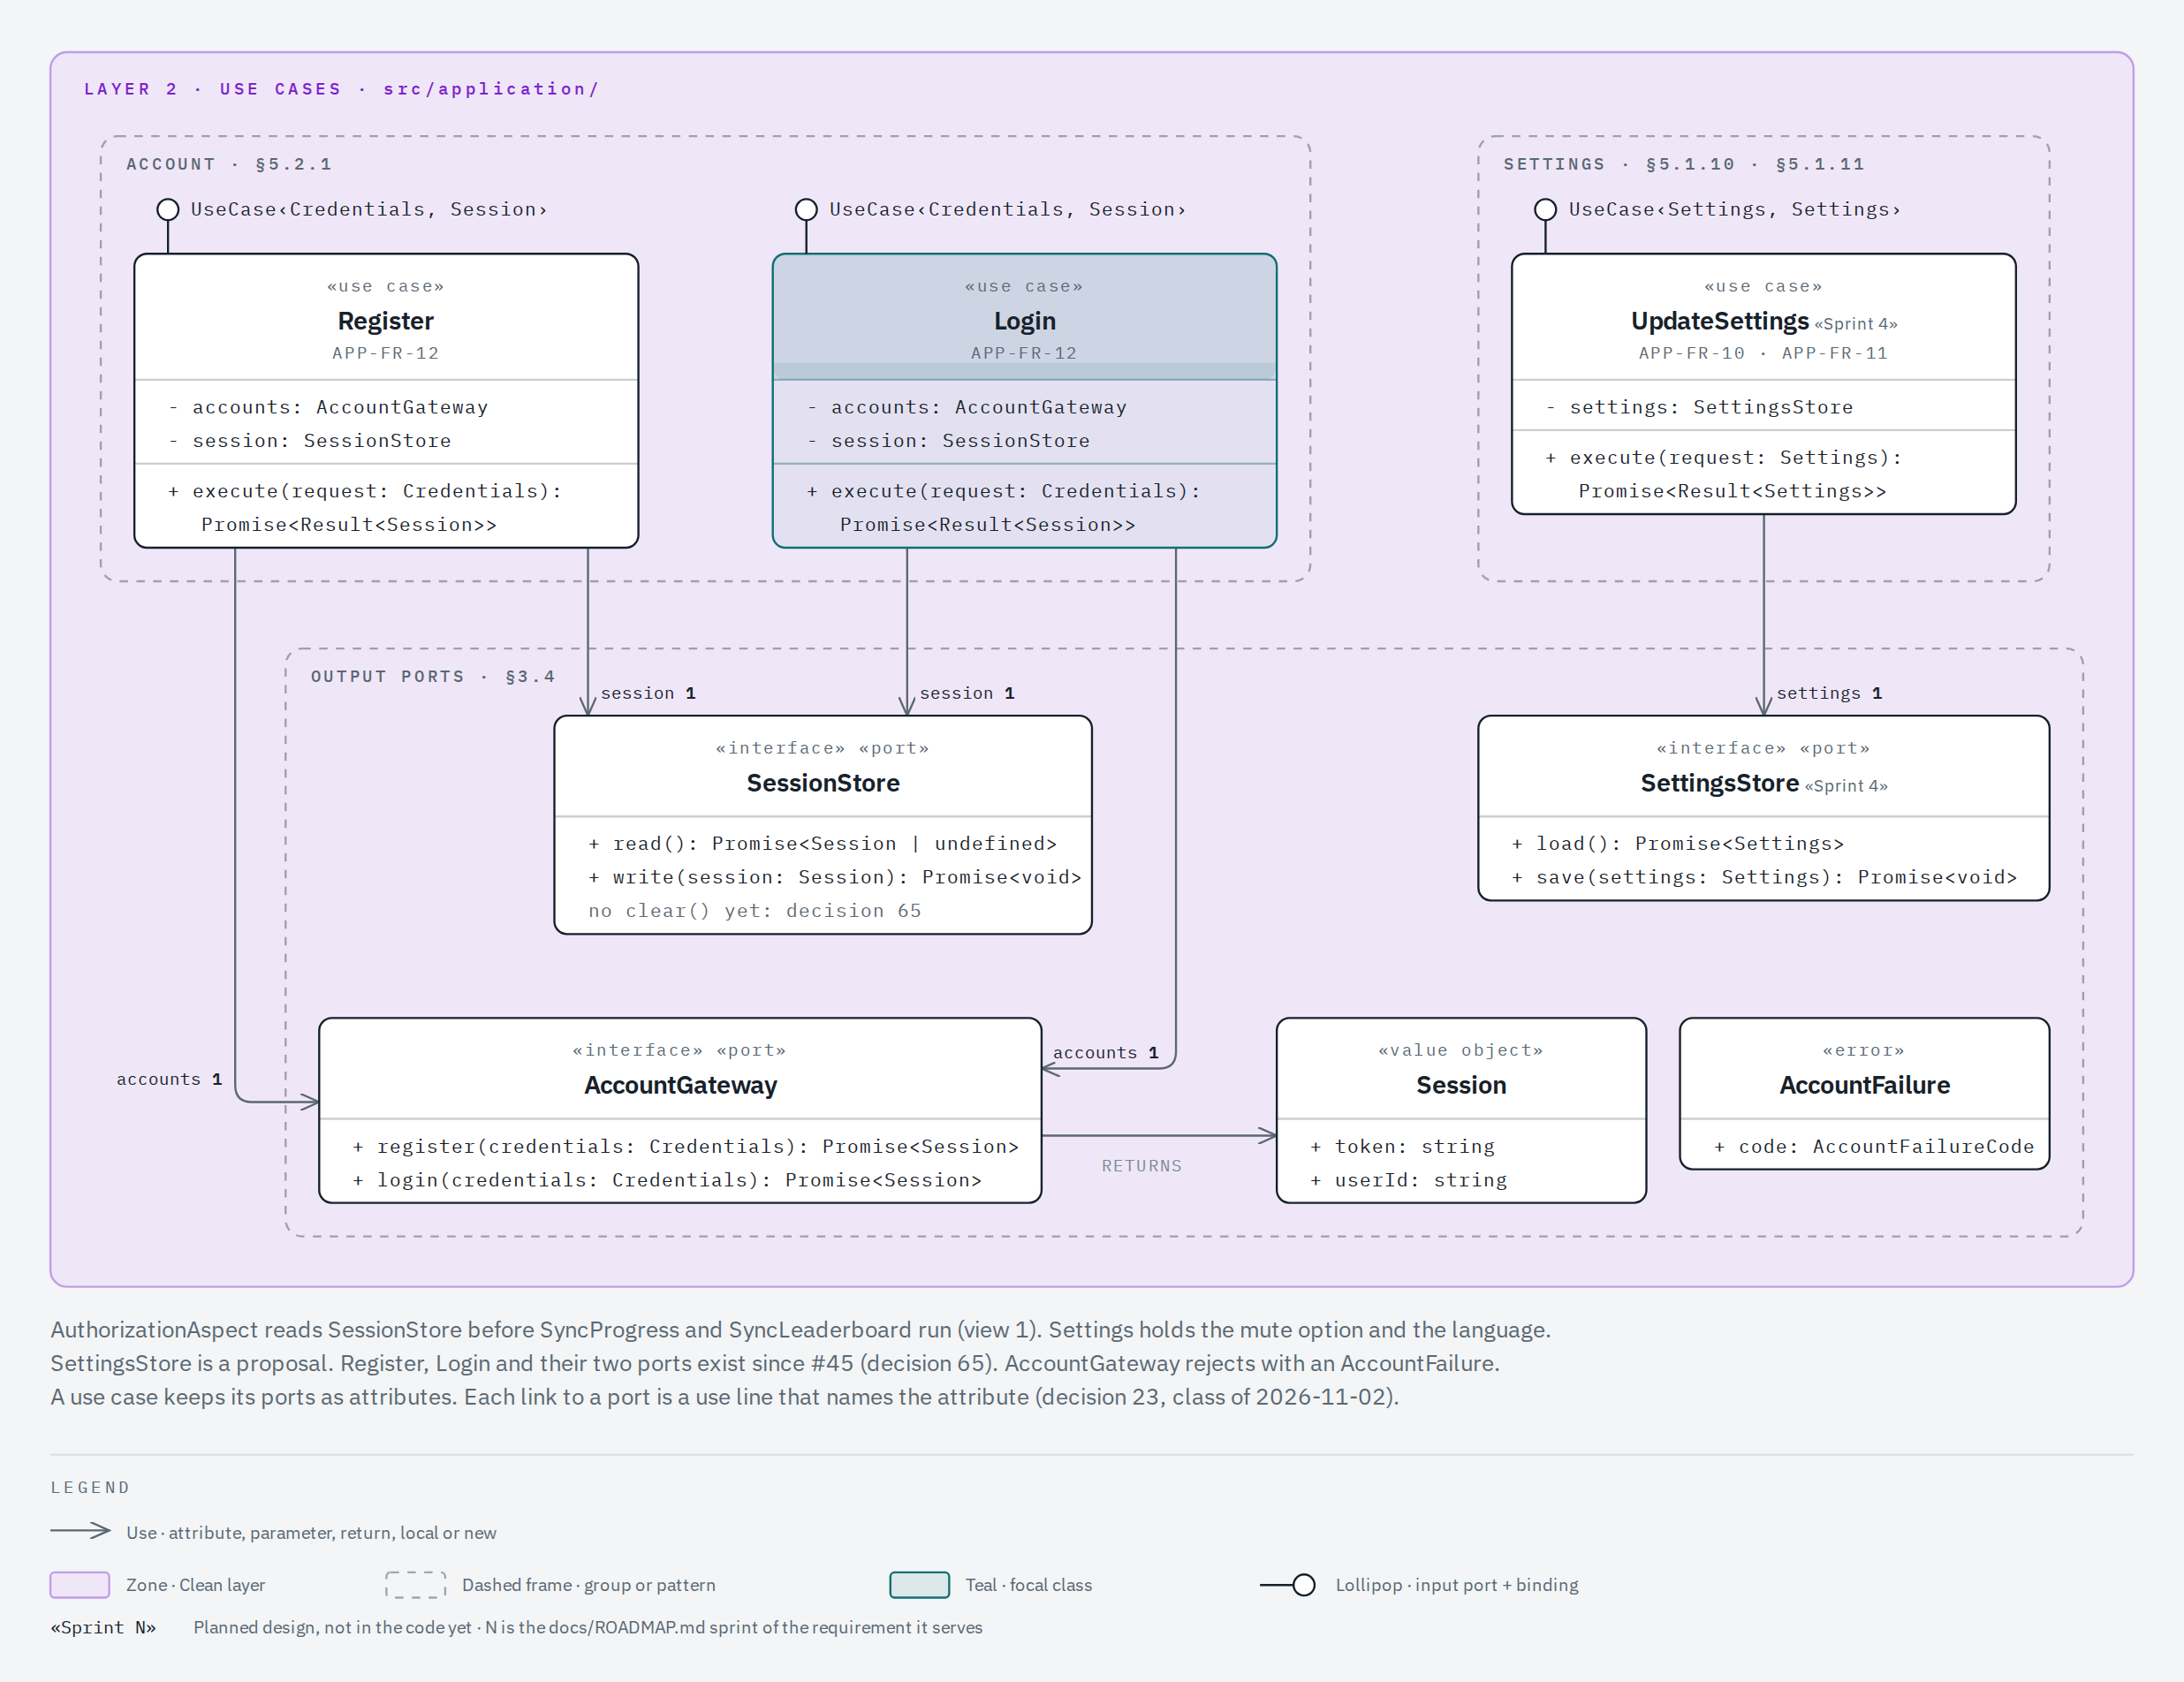 LAYER 2 · USE CASES · src/application/
ACCOUNT · §5.2.1
UseCase‹Credentials, Session›
«use case»
Register
APP-FR-12
- accounts: AccountGateway
- session: SessionStore
+ execute(request: Credentials):
Promise<Result<Session>>
UseCase‹Credentials, Session›
«use case»
Login
APP-FR-12
- accounts: AccountGateway
- session: SessionStore
+ execute(request: Credentials):
Promise<Result<Session>>
SETTINGS · §5.1.10 · §5.1.11
UseCase‹Settings, Settings›
«use case»
UpdateSettings «Sprint 4»
APP-FR-10 · APP-FR-11
- settings: SettingsStore
+ execute(request: Settings):
Promise<Result<Settings>>
OUTPUT PORTS · §3.4
session 1
session 1
settings 1
«interface» «port»
SessionStore
+ read(): Promise<Session | undefined>
+ write(session: Session): Promise<void>
no clear() yet: decision 65
«interface» «port»
SettingsStore «Sprint 4»
+ load(): Promise<Settings>
+ save(settings: Settings): Promise<void>
accounts 1
«interface» «port»
AccountGateway
+ register(credentials: Credentials): Promise<Session>
+ login(credentials: Credentials): Promise<Session>
accounts 1
RETURNS
«value object»
Session
+ token: string
+ userId: string
«error»
AccountFailure
+ code: AccountFailureCode
AuthorizationAspect reads SessionStore before SyncProgress and SyncLeaderboard run (view 1). Settings holds the mute option and the language.
SettingsStore is a proposal. Register, Login and their two ports exist since #45 (decision 65). AccountGateway rejects with an AccountFailure.
A use case keeps its ports as attributes. Each link to a port is a use line that names the attribute (decision 23, class of 2026-11-02).
LEGEND
Use · attribute, parameter, return, local or new
Zone · Clean layer
Dashed frame · group or pattern
Teal · focal class
Lollipop · input port + binding
«Sprint N» Planned design, not in the code yet · N is the docs/ROADMAP.md sprint of the requirement it serves